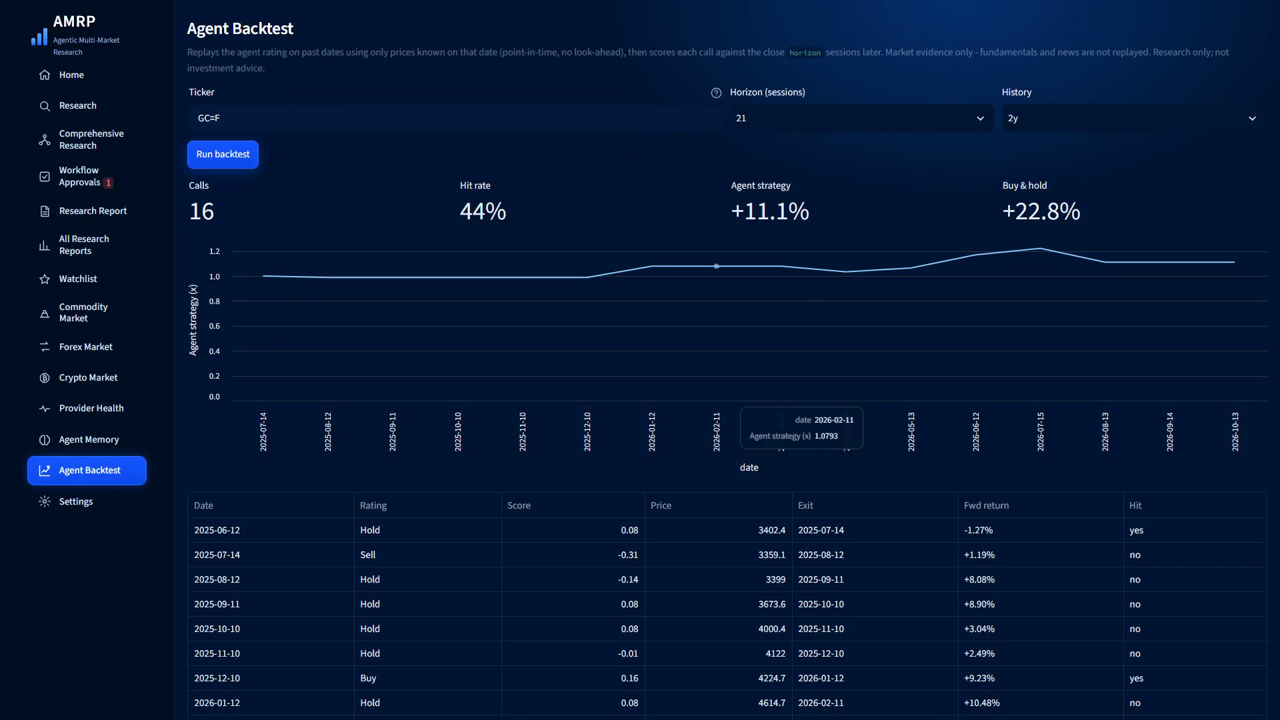 AMRP
Agentic Multi-Market
Research
Home
Research
Comprehensive
Research
Workflow
Approvals 1
Research Report
All Research
Reports
Watchlist
Commodity
Market
Forex Market
Crypto Market
Provider Health
Agent Memory
Agent Backtest
Settings
Agent Backtest
Replays the agent rating on past dates using only prices known on that date (point-in-time, no look-ahead), then scores each call against the close horizon sessions later. Market evidence only - fundamentals and news are not replayed. Research only; not
investment advice.
Ticker
Horizon (sessions)
History
GC=F
21
2y
Run backtest
Calls
Hit rate
Agent strategy
Buy & hold
16
44%
+11.1%
+22.8%
Agent strategy (x)
1.2
1.0
0.8
0.6
0.4
0.2
0.0
2025-07-14
2025-08-12
2025-09-11
2025-10-10
2025-11-10
2025-12-10
2026-01-12
2026-02-11
2026-05-13
2026-06-12
2026-07-15
2026-08-13
2026-09-14
2026-10-13
date 2026-02-11
Agent strategy (x) 1.0793
date
Date Rating Score Price Exit Fwd return Hit
2025-06-12 Hold 0.08 3402.4 2025-07-14 -1.27% yes
2025-07-14 Sell -0.31 3359.1 2025-08-12 +1.19% no
2025-08-12 Hold -0.14 3399 2025-09-11 +8.08% no
2025-09-11 Hold 0.08 3673.6 2025-10-10 +8.90% no
2025-10-10 Hold 0.08 4000.4 2025-11-10 +3.04% no
2025-11-10 Hold -0.01 4122 2025-12-10 +2.49% no
2025-12-10 Buy 0.16 4224.7 2026-01-12 +9.23% yes
2026-01-12 Hold 0.08 4614.7 2026-02-11 +10.48% no